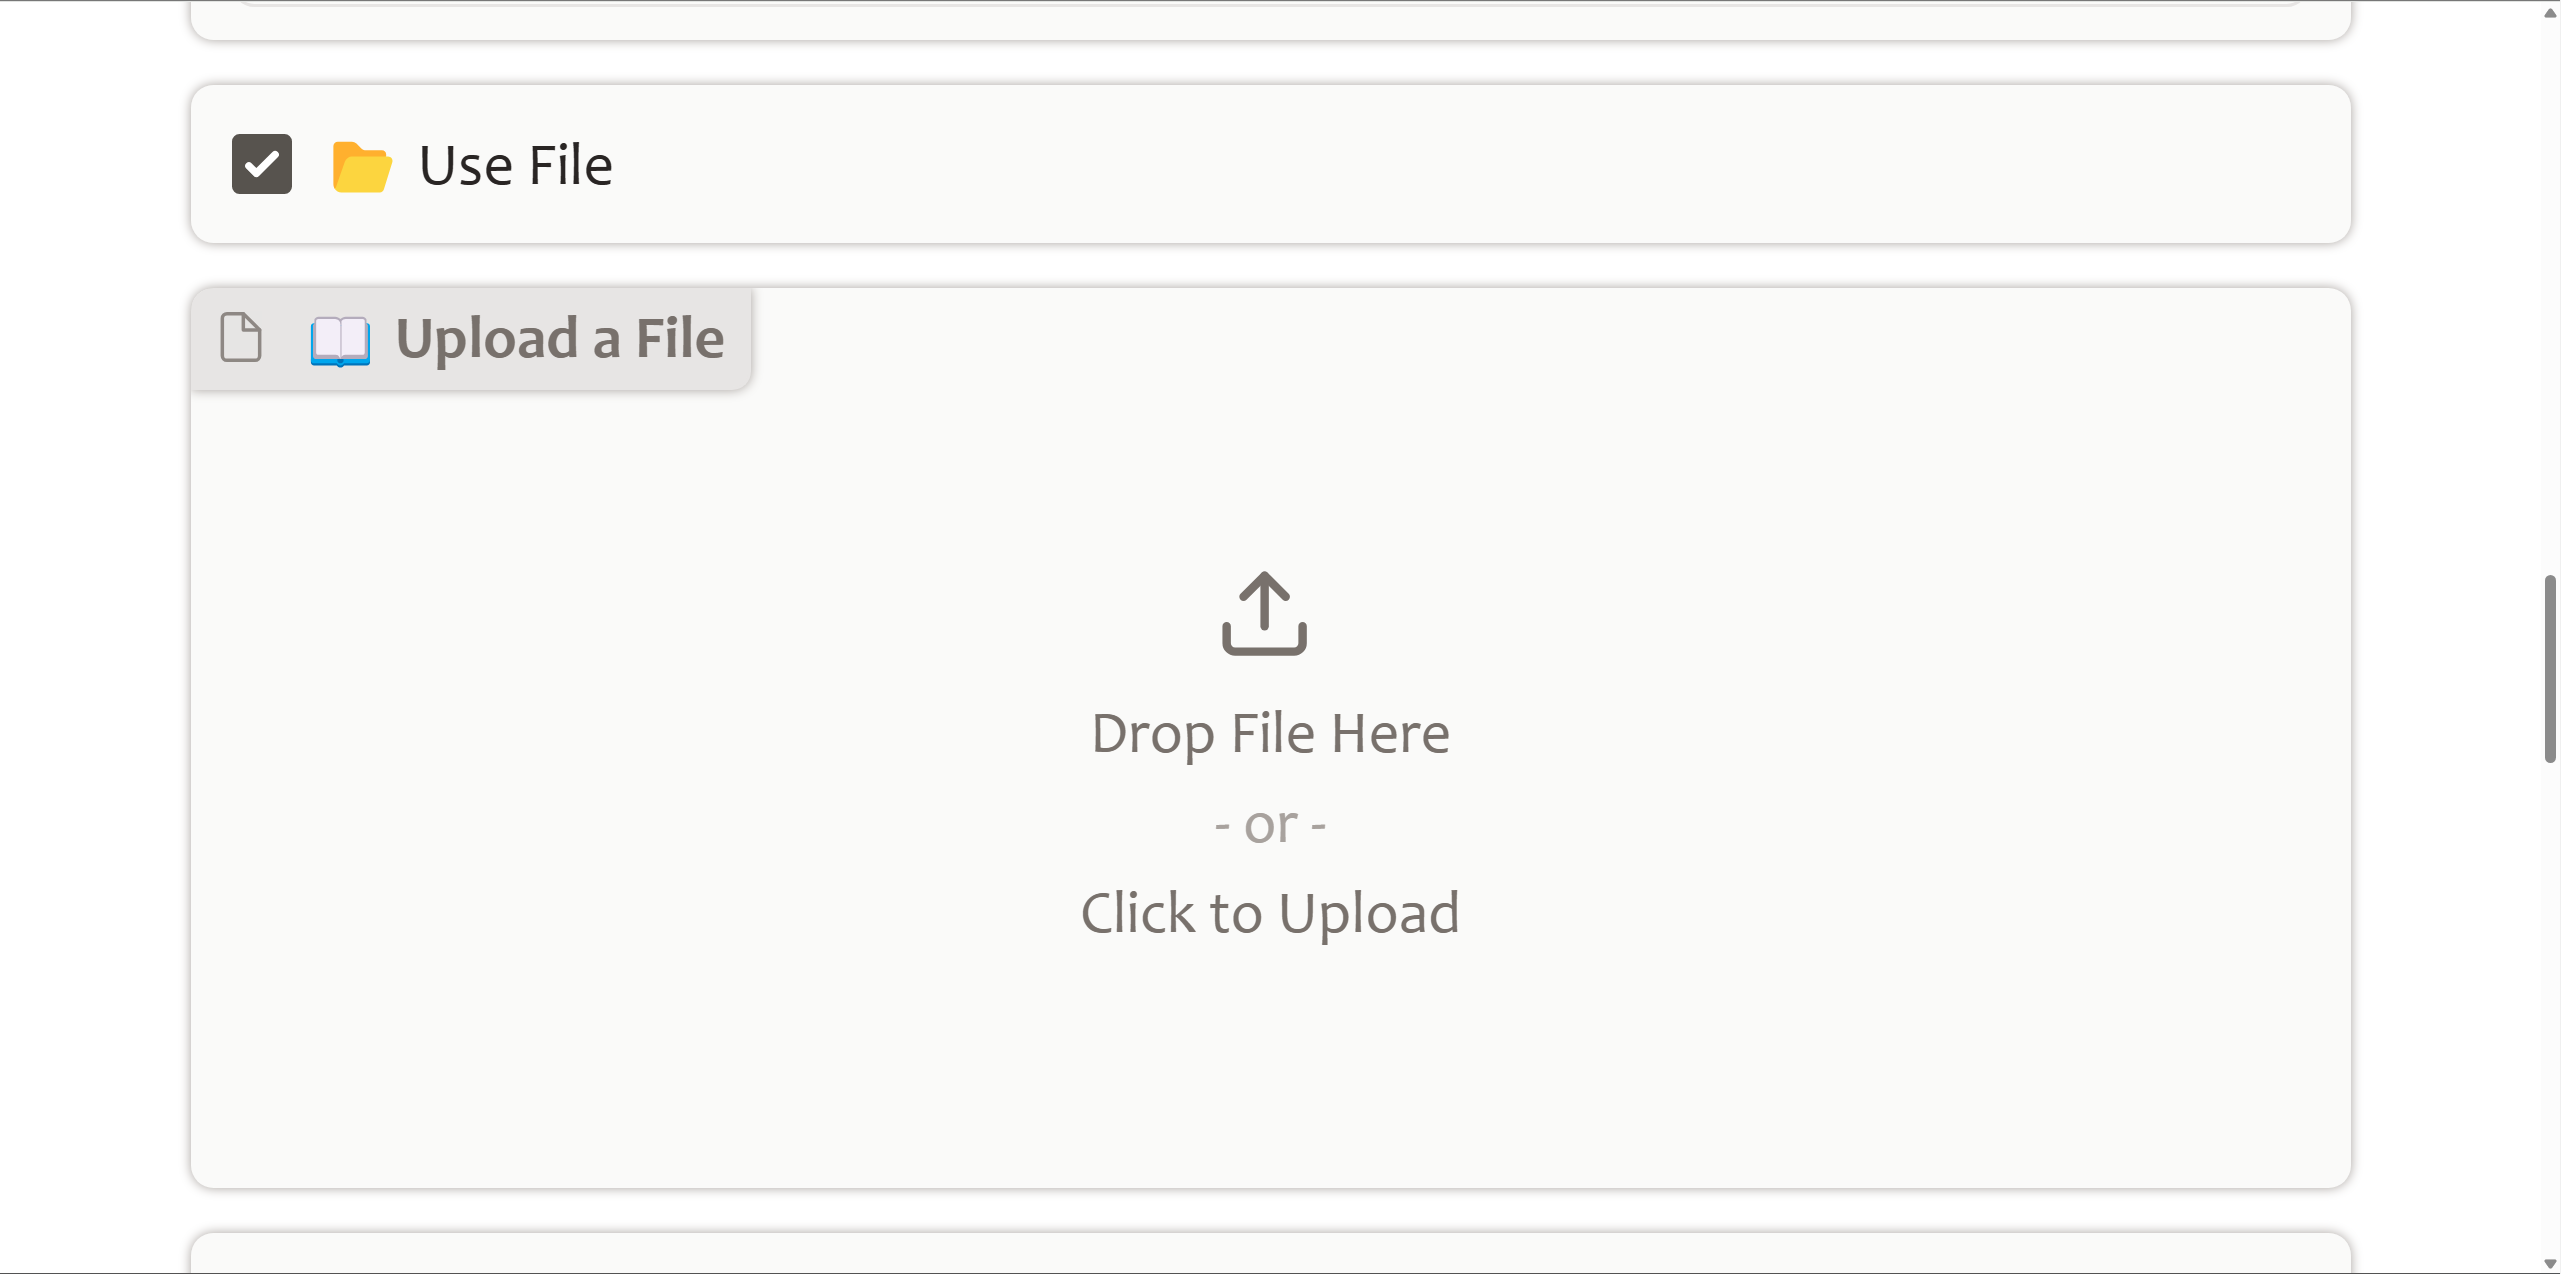 Use File
Upload a File
Drop File Here
- or -
Click to Upload